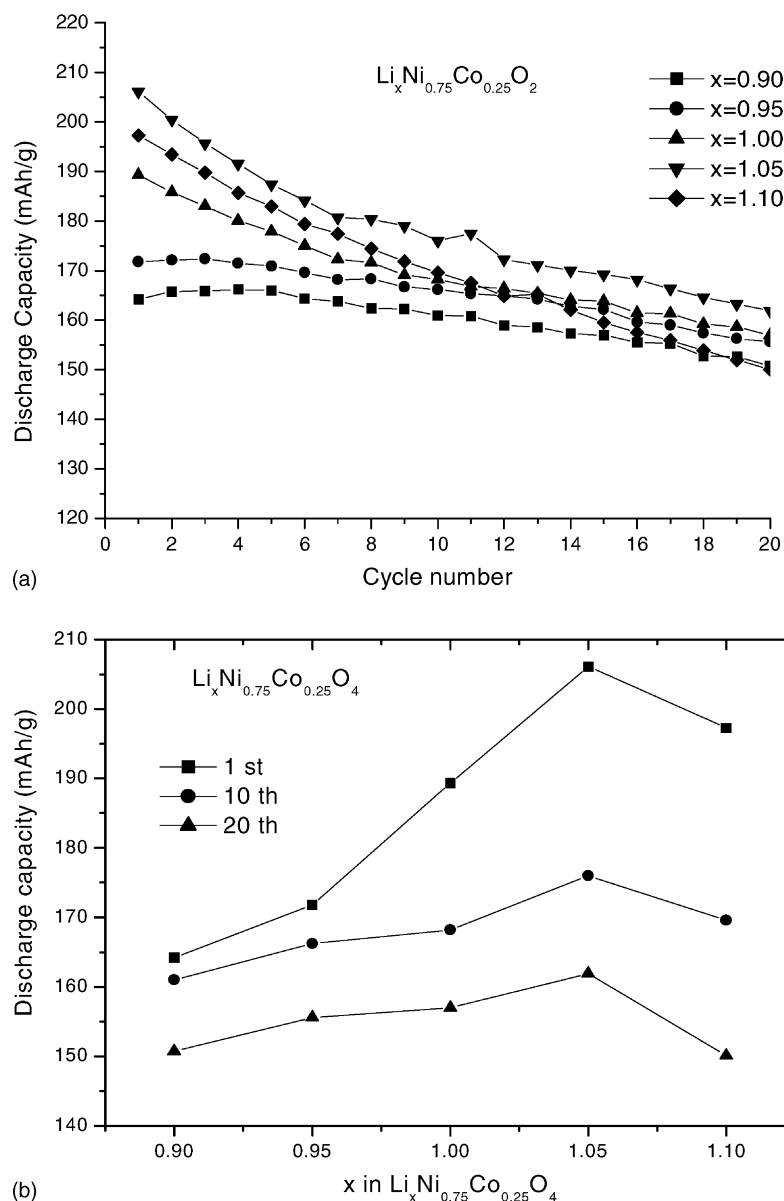 220
210
200
190
180
170
160
150
140
130
120
Discharge Capacity (mAh/g)
LiₓNi₀.₇₅Co₀.₂₅O₂
x=0.90
x=0.95
x=1.00
x=1.05
x=1.10
0 2 4 6 8 10 12 14 16 18 20
Cycle number
(a)
210
200
190
180
170
160
150
140
Discharge capacity (mAh/g)
LiₓNi₀.₇₅Co₀.₂₅O₄
1 st
10 th
20 th
0.90 0.95 1.00 1.05 1.10
x in LiₓNi₀.₇₅Co₀.₂₅O₄
(b)